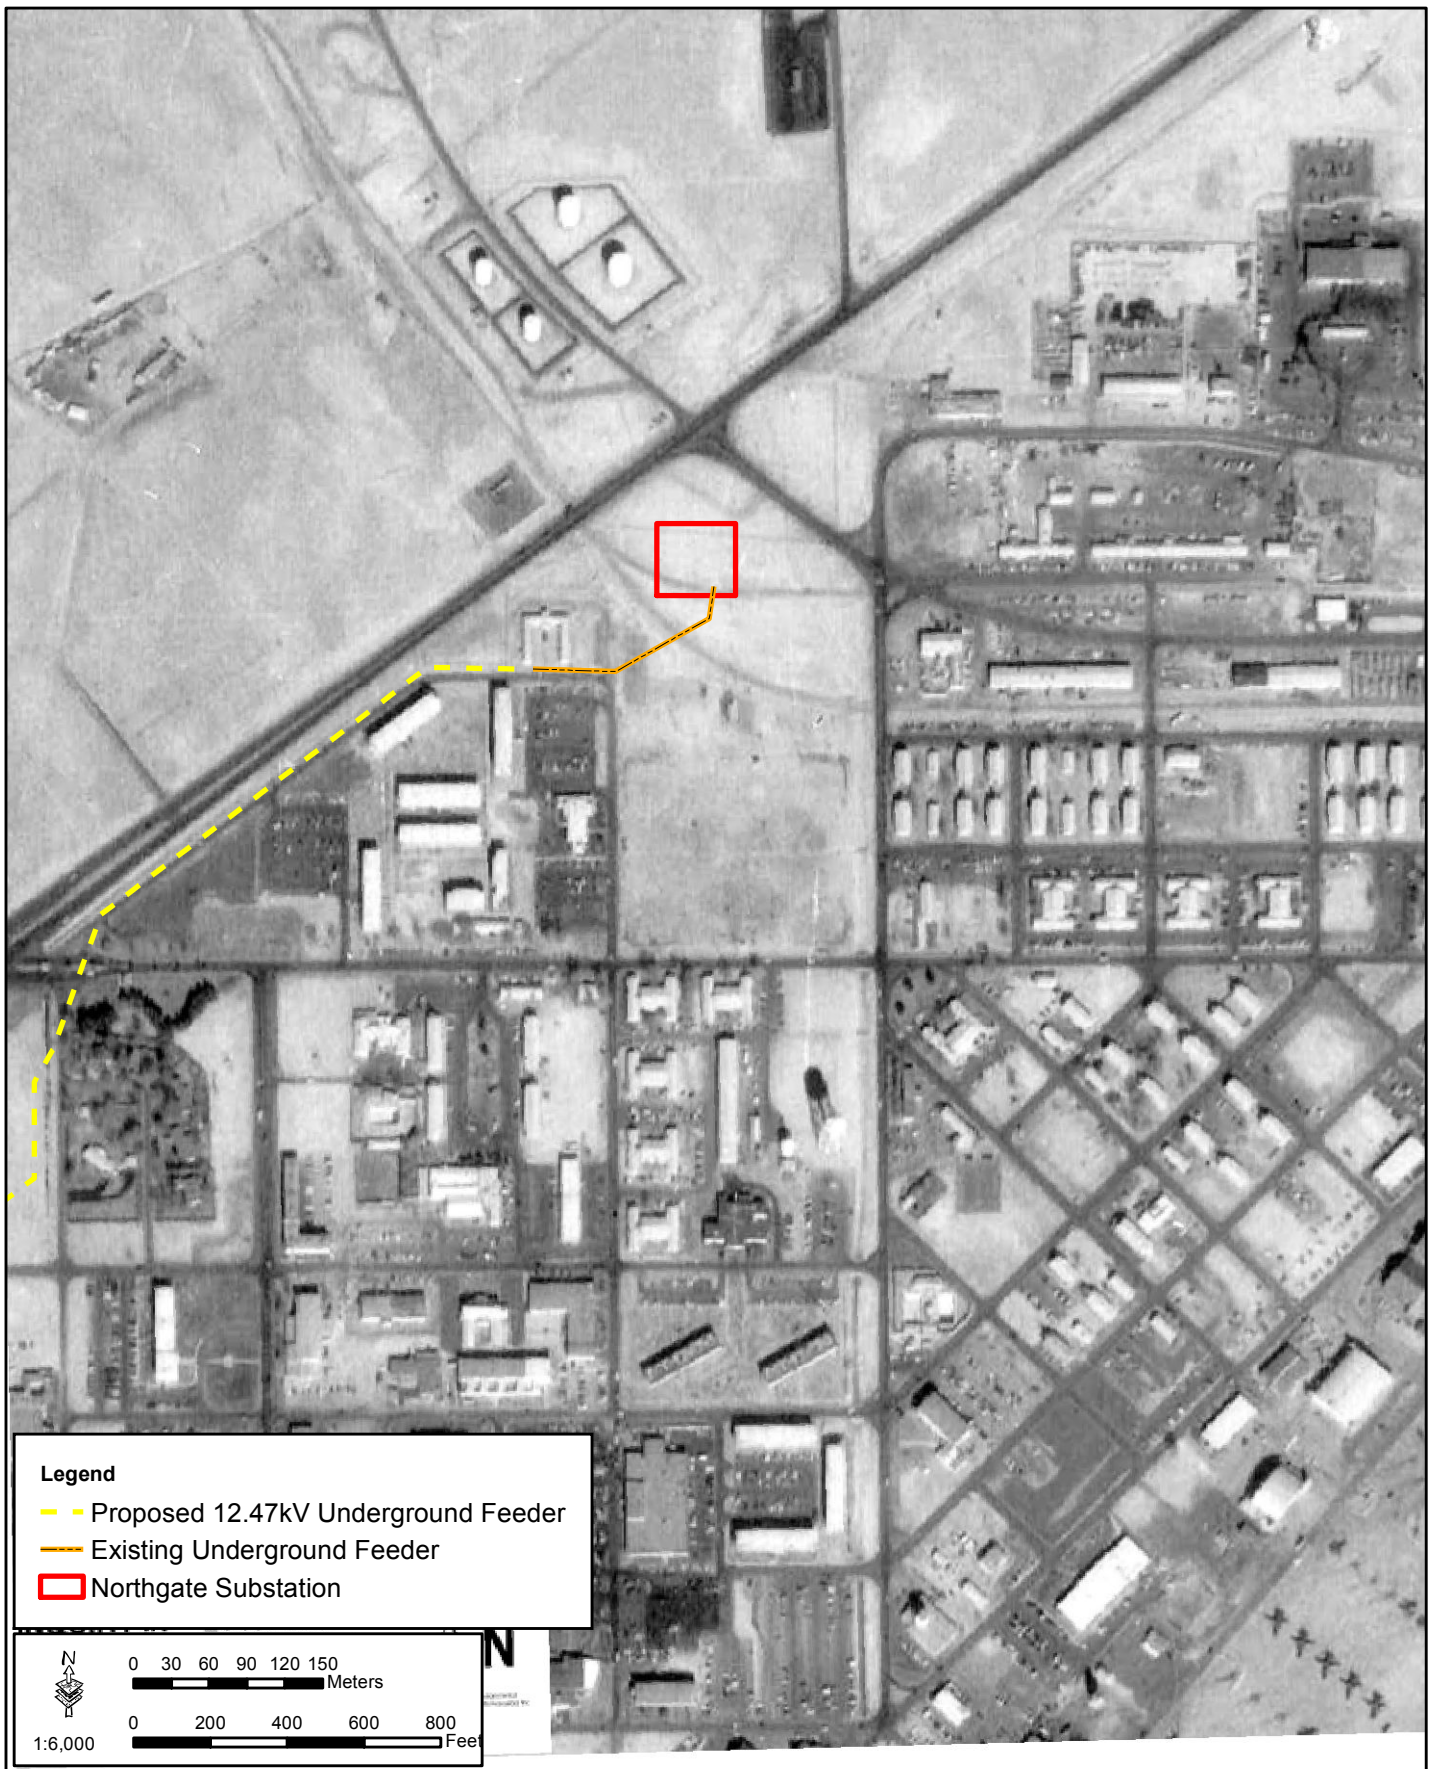 Legend
Proposed 12.47kV Underground Feeder
Existing Underground Feeder
Northgate Substation
N
N
0 30 60 90 120 150
Meters
0 200 400 600 800
Feet
1:6,000